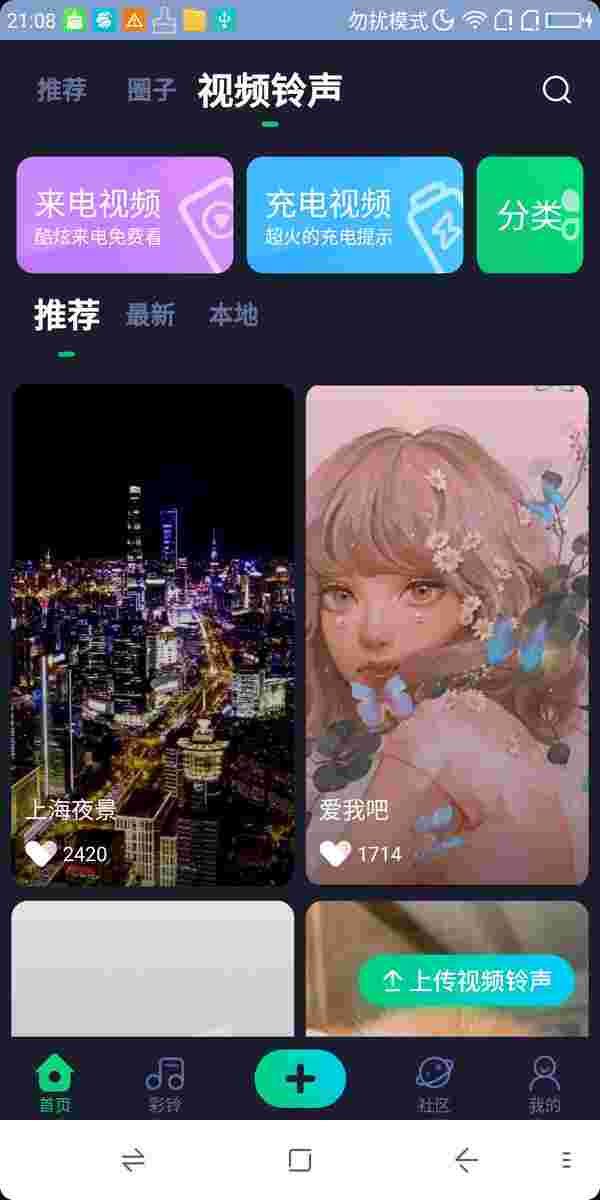 21:08 勿扰模式
推荐 圈子 视频铃声
来电视频 充电视频 分类
酷炫来电免费看 超火的充电提示
推荐 最新 本地
上海夜景 爱我吧
2420 1714
上传视频铃声
首页 彩铃 社区 我的